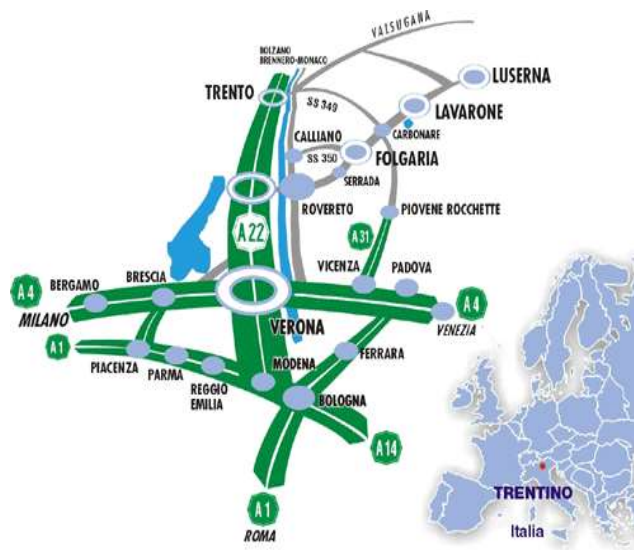 VALSUGANA
BOLZANO
BRENNERO-MONACO
LUSERNA
TRENTO
SS 349
LAVARONE
CARBONARE
CALLIANO
FOLGARIA
SS 350
SERRADA
ROVERETO
PIOVENE ROCCHETTE
A22
A31
VICENZA
PADOVA
BRESCIA
BERGAMO
A4
MILANO
A4
VENEZIA
VERONA
A1
PIACENZA
PARMA
REGGIO
EMILIA
MODENA
FERRARA
BOLOGNA
A14
A1
ROMA
TRENTINO
Italia